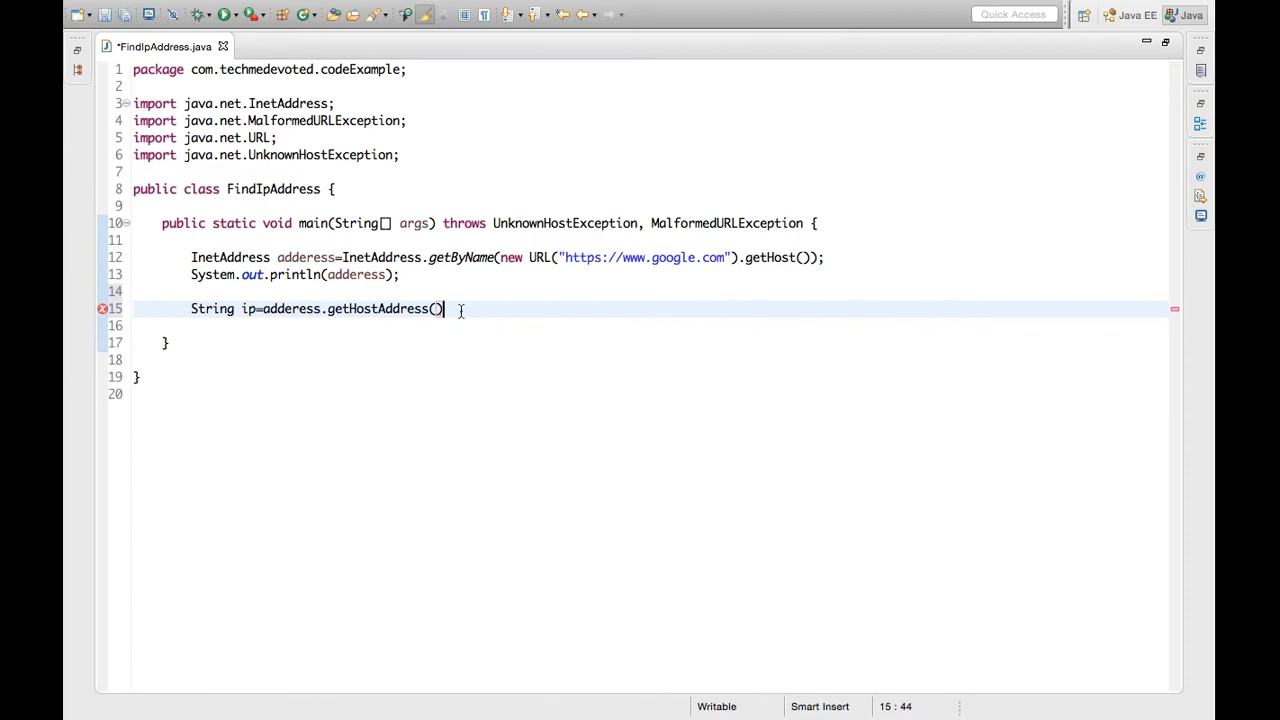 Quick Access
Java EE
Java
*FindIpAddress.java
1 package com.techmedevoted.codeExample;
2
3 import java.net.InetAddress;
4 import java.net.MalformedURLException;
5 import java.net.URL;
6 import java.net.UnknownHostException;
7
8 public class FindIpAddress {
9
10 public static void main(String[] args) throws UnknownHostException, MalformedURLException {
11
12 InetAddress adderess=InetAddress.getByName(new URL("https://www.google.com").getHost());
13 System.out.println(adderess);
14
15 String ip=adderess.getHostAddress()
16
17 }
18
19 }
20
Writable
Smart Insert
15 : 44